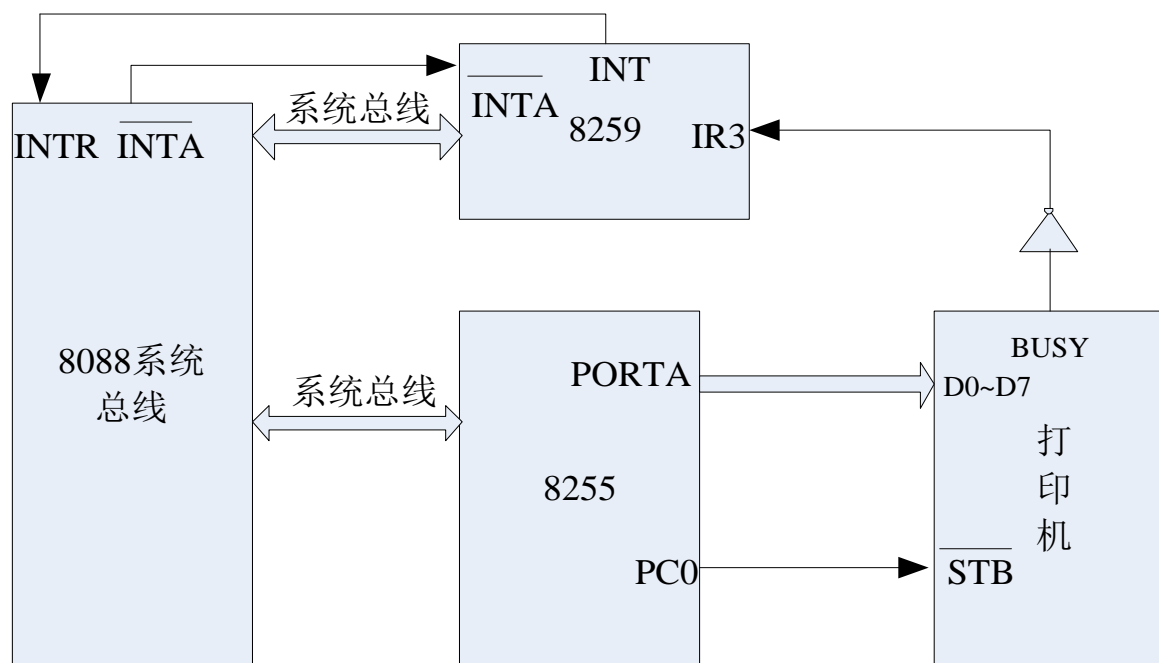 INT
INTA
8259
IR3
系统总线
INTR INTA
8088系统
总线
系统总线
PORTA
8255
PC0
BUSY
D0~D7
打
印
机
STB